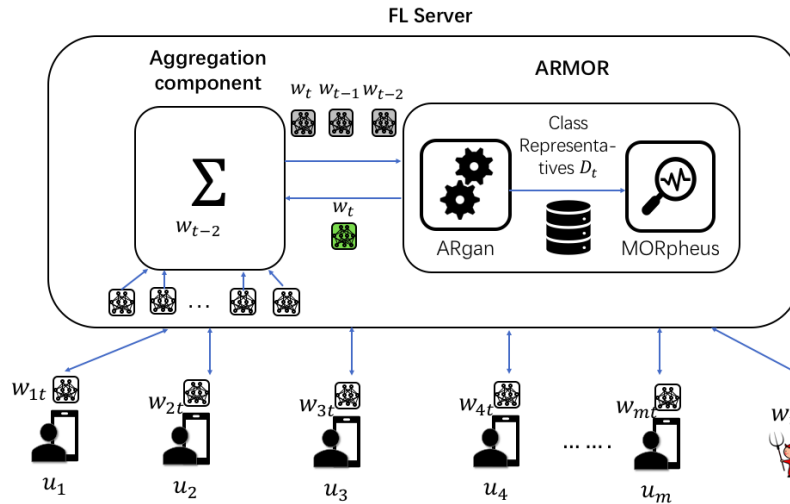 FL Server
Aggregation
component
ARMOR
w_t w_{t-1} w_{t-2}
Class
Representa-
tives D_t
Σ
w_{t-2}
w_t
ARgan
MORpheus
...
w_{1t}
w_{2t}
w_{3t}
w_{4t}
w_{mt}
w
... ...
u_1
u_2
u_3
u_4
u_m